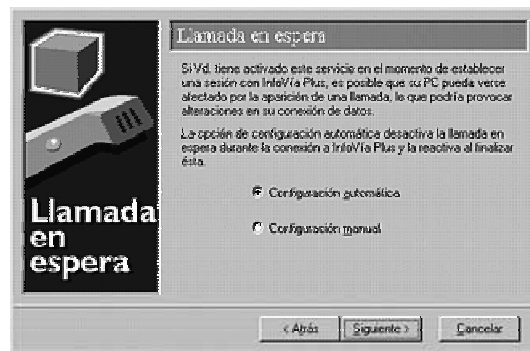 Llamada en espera
Si Vd. tiene activado este servicio en el momento de establecer
una sesión con InfoVía Plus, es posible que su PC pueda verse
afectado por la aparición de una llamada, lo que podría provocar
alteraciones en su conexión de datos.
La opción de configuración automática desactiva la llamada en
espera durante la conexión a InfoVía Plus y la reactiva al finalizar
ésta.
Configuración automática
Configuración manual
Llamada
en
espera
< Atrás
Siguiente >
Cancelar